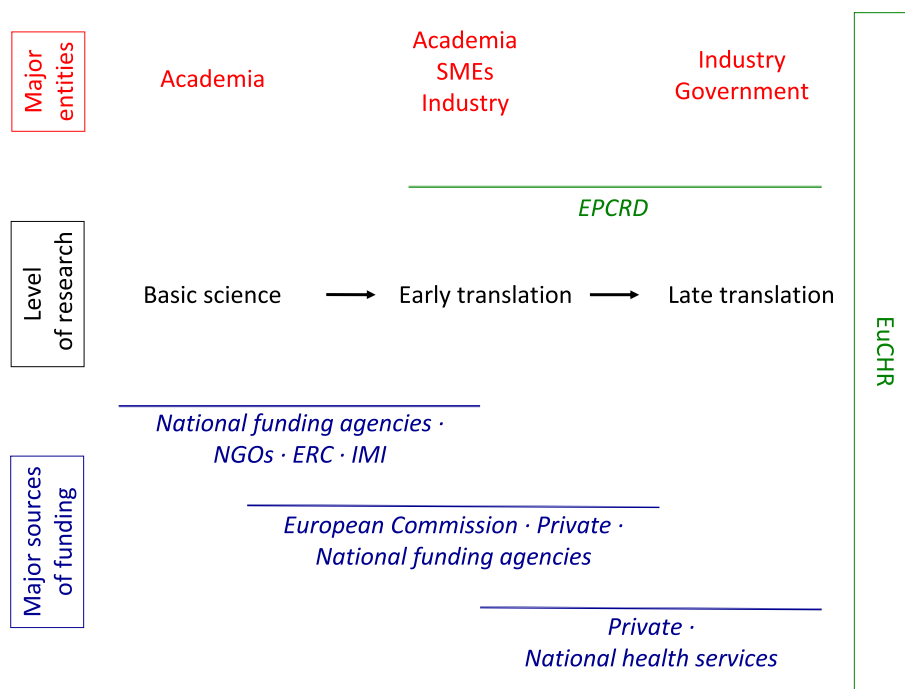 Major
entities
Academia
Academia
SMEs
Industry
Industry
Government
EPCRD
Level
of research
Basic science
Early translation
Late translation
EuCHR
Major sources
of funding
National funding agencies ·
NGOs · ERC · IMI
European Commission · Private ·
National funding agencies
Private ·
National health services